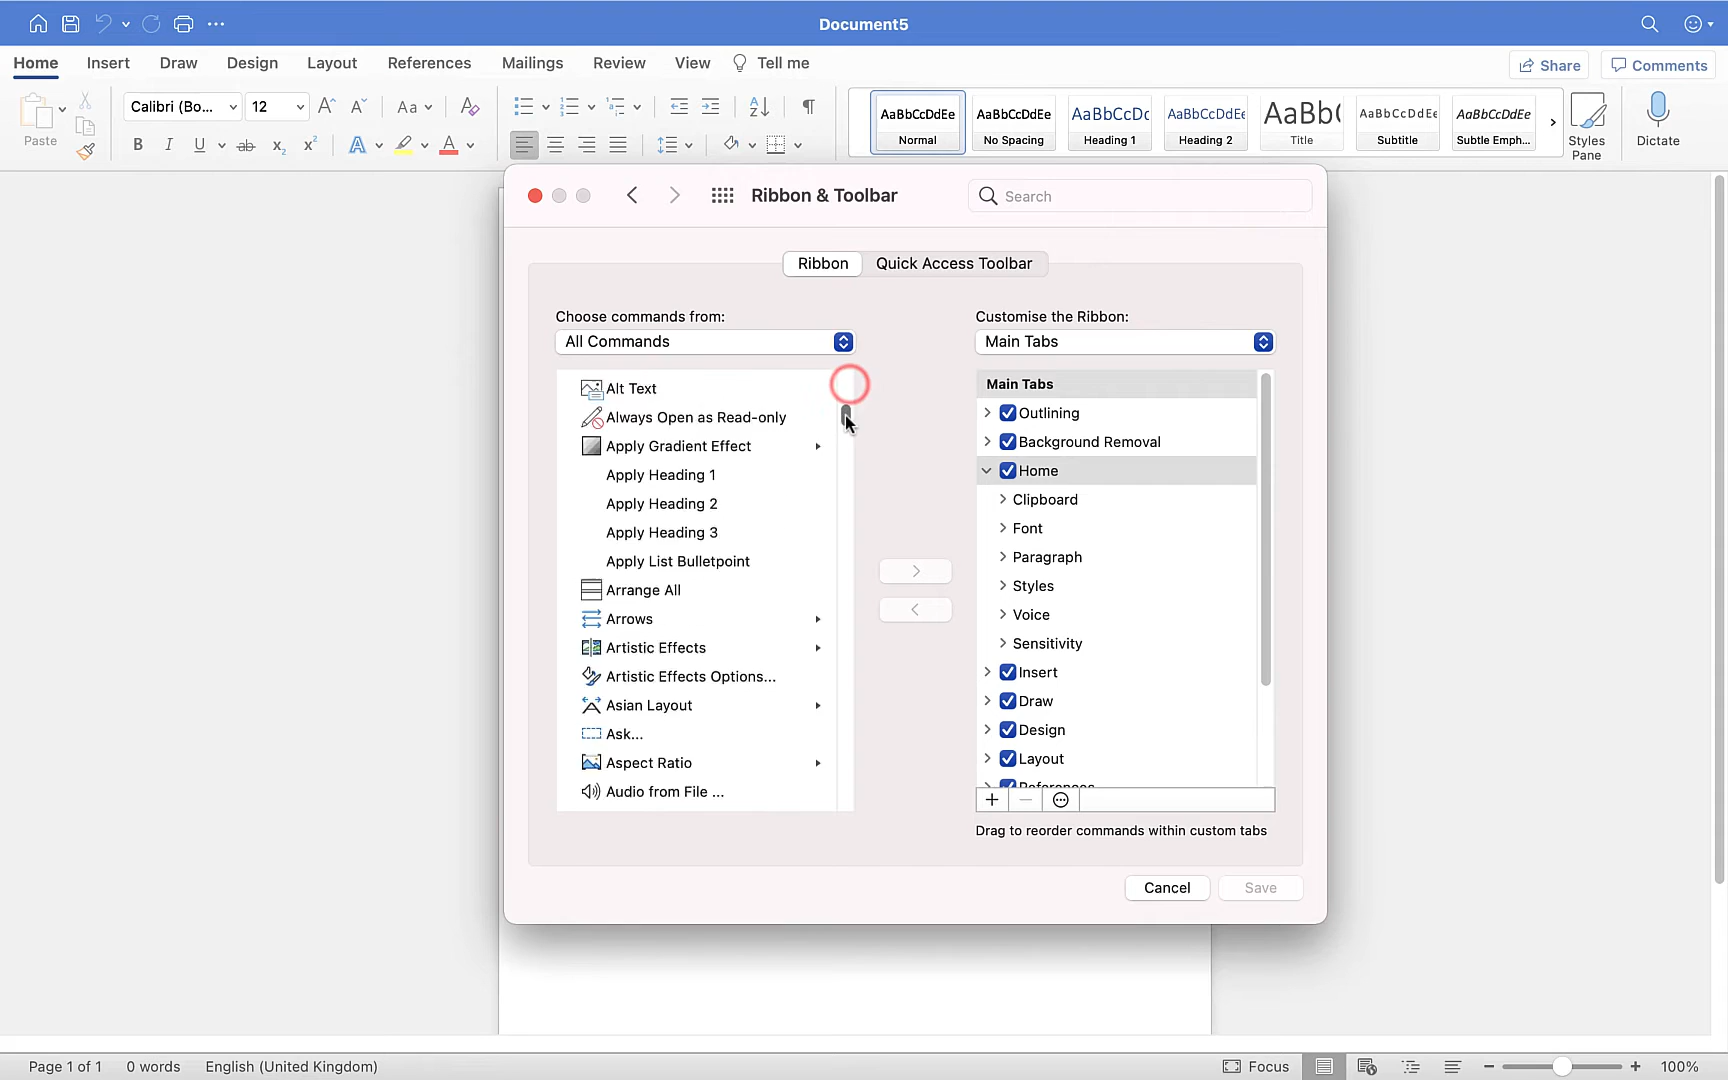 Document5
Home Insert Draw Design Layout References Mailings Review View Tell me Share Comments
Calibri (Bo... 12 Aa
Paste
AaBbCcDdEe AaBbCcDdEe AaBbCcDc AaBbCcDdEe AaBb( AaBbCcDdEe AaBbCcDdEe
Normal No Spacing Heading 1 Heading 2 Title Subtitle Subtle Emph...
Styles Pane
Dictate
Ribbon & Toolbar
Search
Ribbon Quick Access Toolbar
Choose commands from:
All Commands
Alt Text
Always Open as Read-only
Apply Gradient Effect
Apply Heading 1
Apply Heading 2
Apply Heading 3
Apply List Bulletpoint
Arrange All
Arrows
Artistic Effects
Artistic Effects Options...
Asian Layout
Ask...
Aspect Ratio
Audio from File ...
Customise the Ribbon:
Main Tabs
Main Tabs
Outlining
Background Removal
Home
Clipboard
Font
Paragraph
Styles
Voice
Sensitivity
Insert
Draw
Design
Layout
References
Drag to reorder commands within custom tabs
Cancel Save
Page 1 of 1 0 words English (United Kingdom) Focus 100%